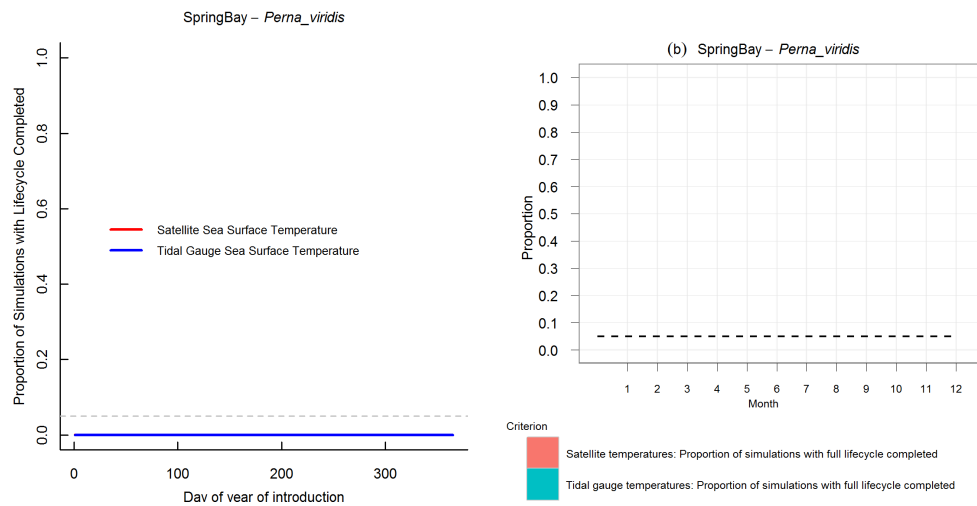 SpringBay – Perna_viridis
Proportion of Simulations with Lifecycle Completed
1.0
0.8
0.6
0.4
0.2
0.0
Satellite Sea Surface Temperature
Tidal Gauge Sea Surface Temperature
0 100 200 300
Day of year of introduction
(b) SpringBay – Perna_viridis
Proportion
1.0
0.9
0.8
0.7
0.6
0.5
0.4
0.3
0.2
0.1
0.0
1 2 3 4 5 6 7 8 9 10 11 12
Month
Criterion
Satellite temperatures: Proportion of simulations with full lifecycle completed
Tidal gauge temperatures: Proportion of simulations with full lifecycle completed